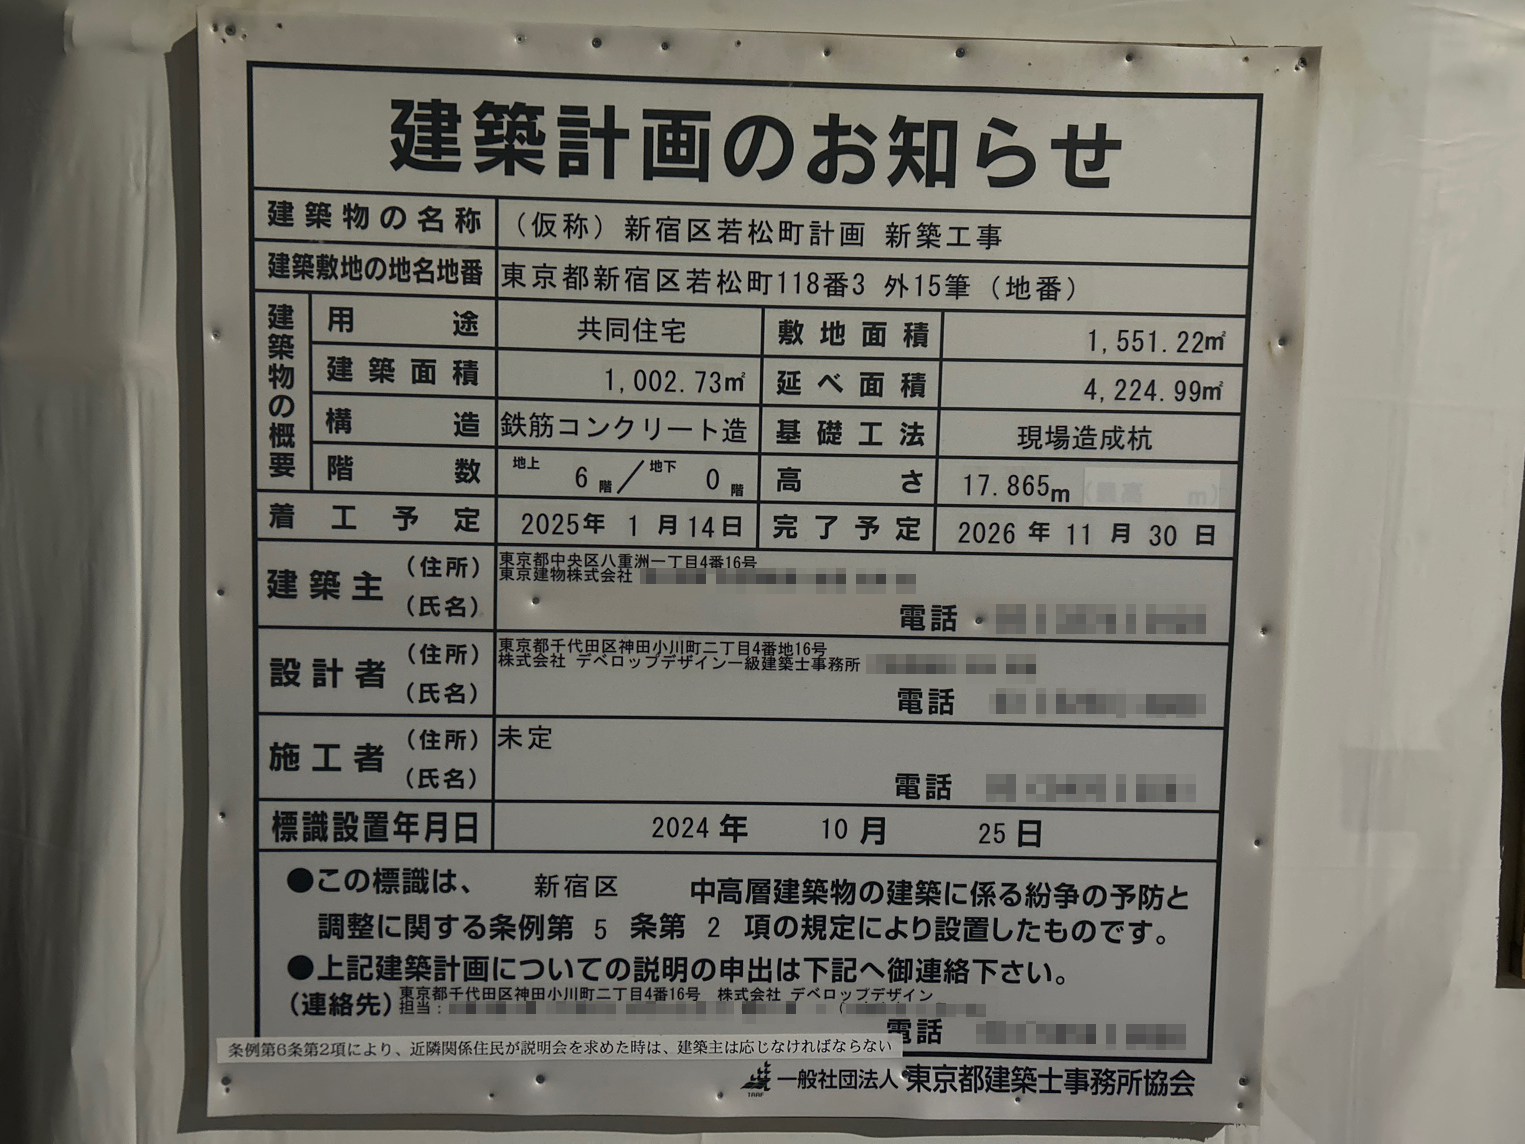 建築計画のお知らせ
建築物の名称 （仮称）新宿区若松町計画 新築工事
建築敷地の地名地番 東京都新宿区若松町118番3 外15筆（地番）
建築物の概要
用途 共同住宅 敷地面積 1,551.22㎡
建築面積 1,002.73㎡ 延べ面積 4,224.99㎡
構造 鉄筋コンクリート造 基礎工法 現場造成杭
階数 地上 6階／地下 0階 高さ 17.865m
着工予定 2025年 1月14日 完了予定 2026年 11月 30日
建築主 （住所） 東京都中央区八重洲一丁目4番16号
（氏名） 東京建物株式会社
電話
設計者 （住所） 東京都千代田区神田小川町二丁目4番地16号
（氏名） 株式会社 デベロップデザイン一級建築士事務所
電話
施工者 （住所） 未定
（氏名）
電話
標識設置年月日 2024年 10月 25日
●この標識は、 新宿区 中高層建築物の建築に係る紛争の予防と
調整に関する条例第 5 条第 2 項の規定により設置したものです。
●上記建築計画についての説明の申出は下記へ御連絡下さい。
（連絡先） 東京都千代田区神田小川町二丁目4番16号 株式会社 デベロップデザイン
担当：
電話
条例第6条第2項により、近隣関係住民が説明会を求めた時は、建築主は応じなければならない
一般社団法人 東京都建築士事務所協会